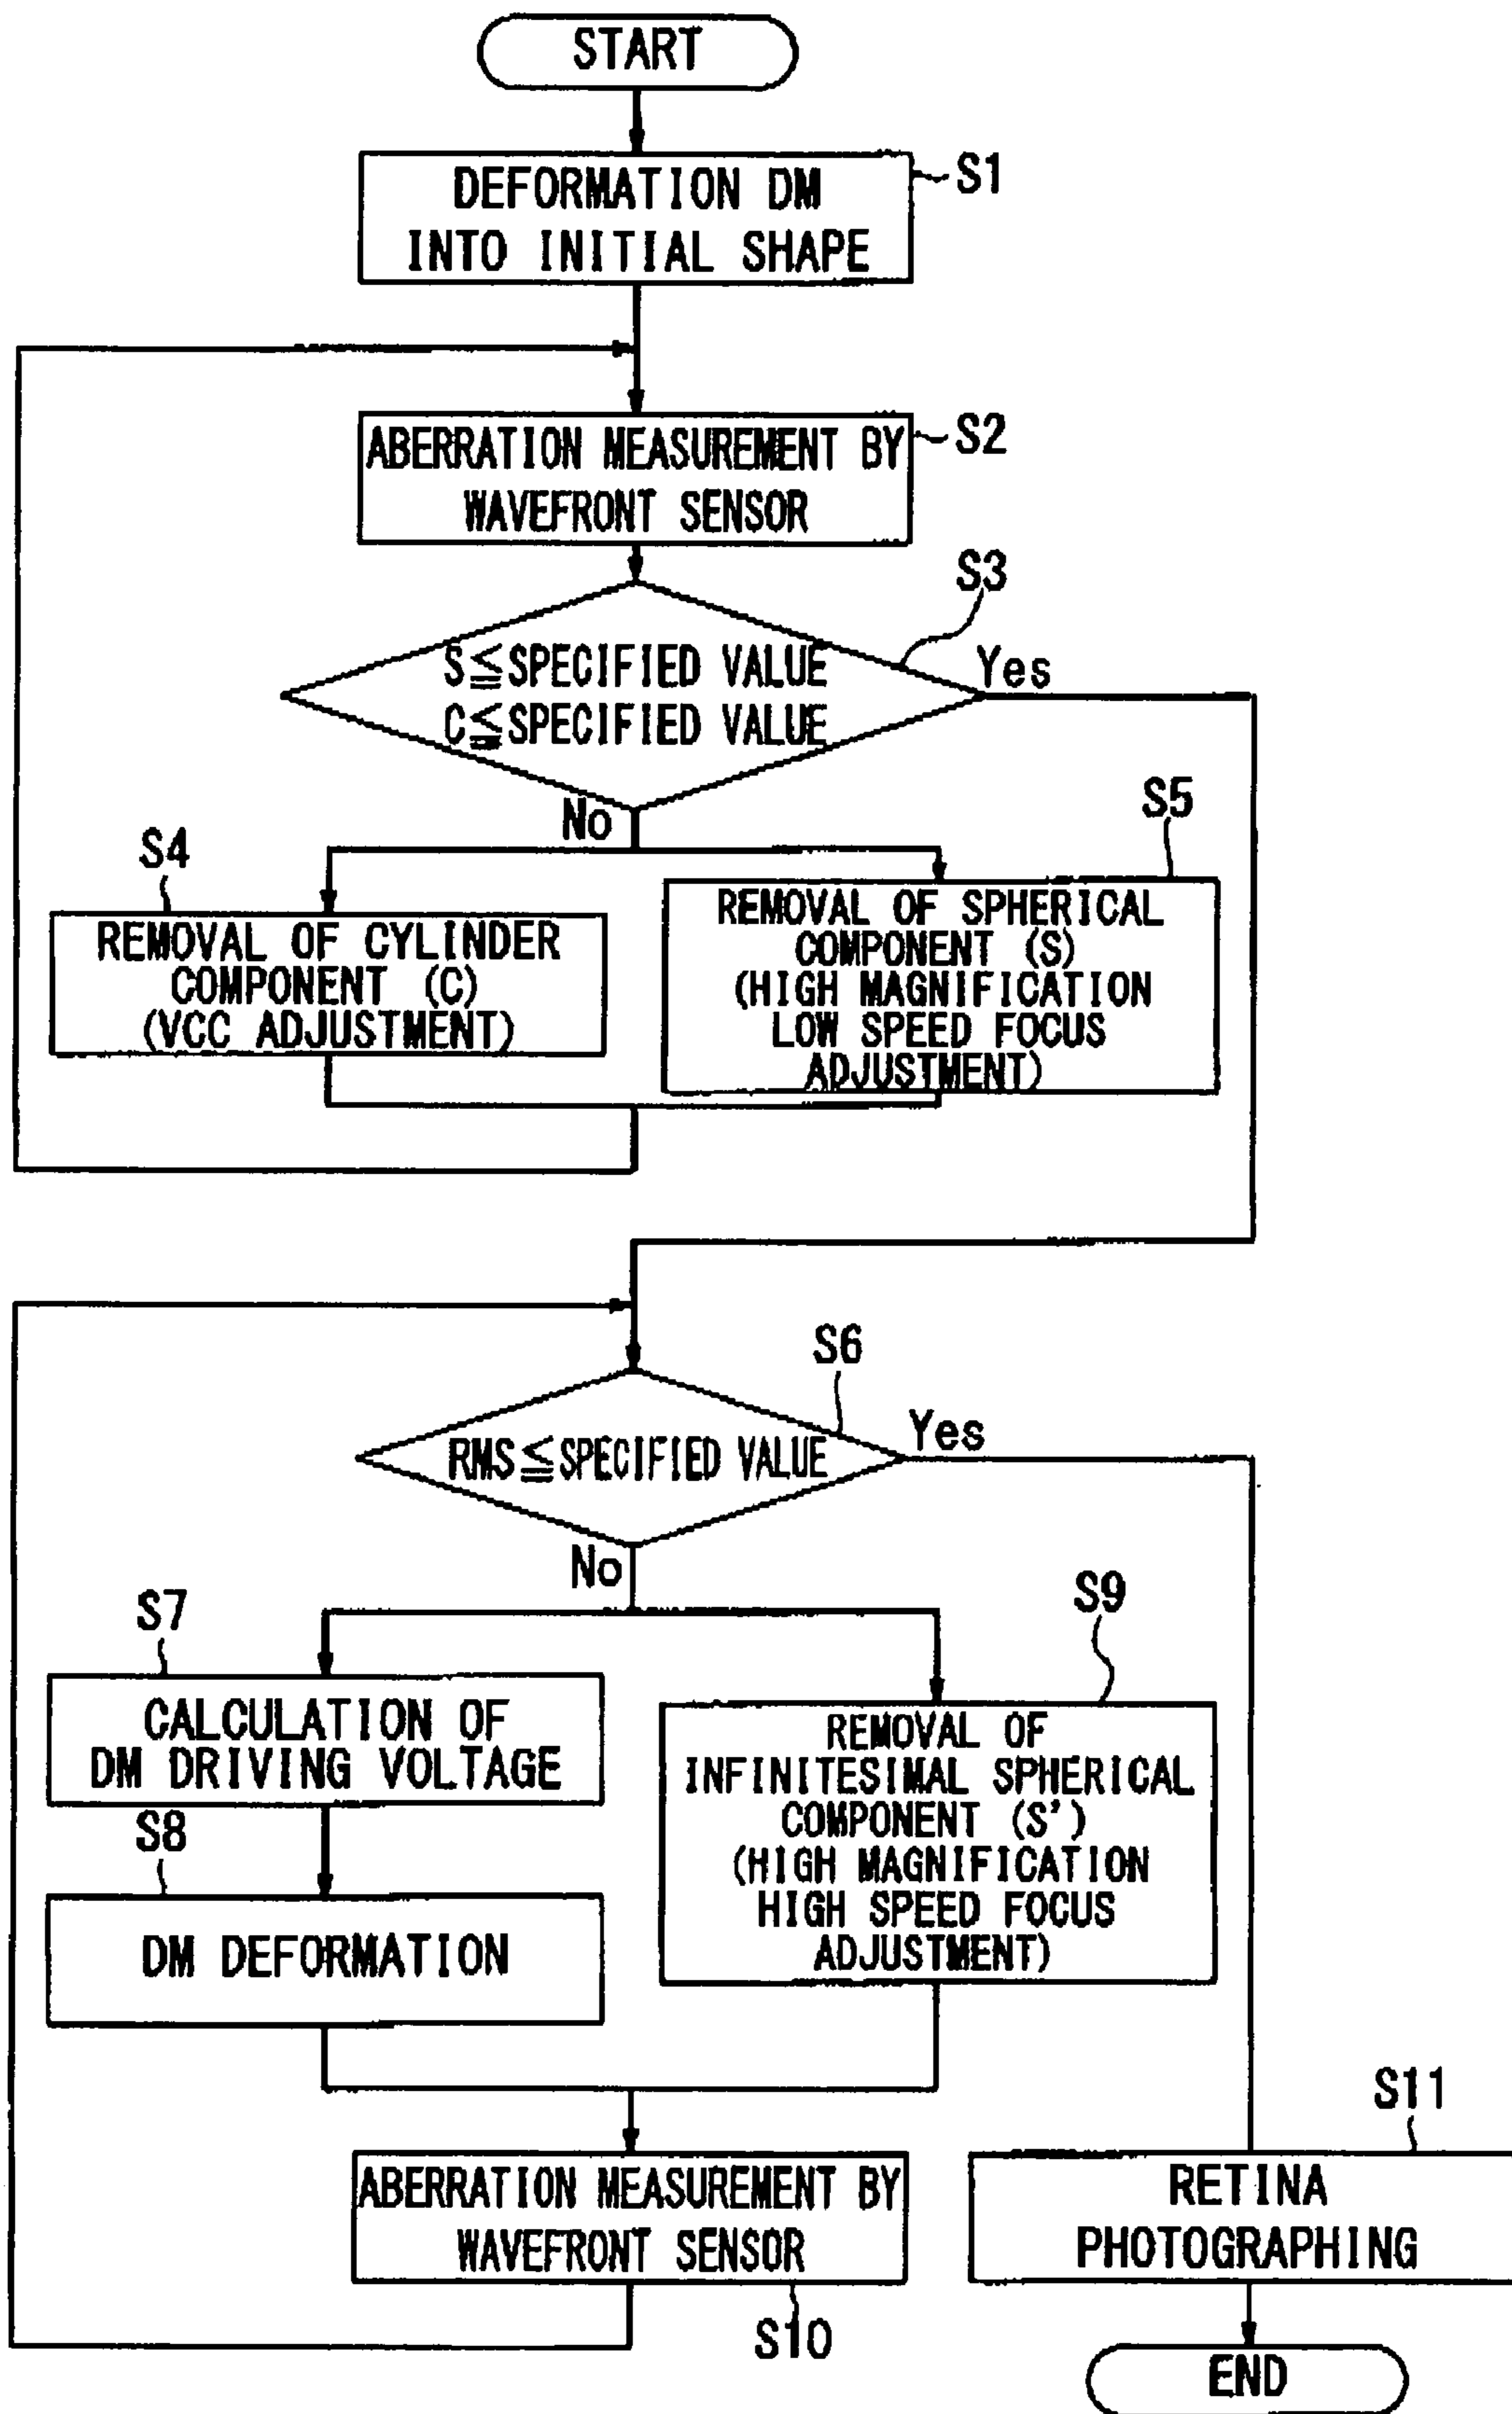 START
DEFORMATION DM
INTO INITIAL SHAPE
S1
ABERRATION MEASUREMENT BY
WAVEFRONT SENSOR
S2
S3
S≦SPECIFIED VALUE
C≦SPECIFIED VALUE
Yes
No
S4
REMOVAL OF CYLINDER
COMPONENT (C)
(VCC ADJUSTMENT)
S5
REMOVAL OF SPHERICAL
COMPONENT (S)
(HIGH MAGNIFICATION
LOW SPEED FOCUS
ADJUSTMENT)
S6
RMS≦SPECIFIED VALUE
Yes
No
S7
CALCULATION OF
DM DRIVING VOLTAGE
S8
DM DEFORMATION
S9
REMOVAL OF
INFINITESIMAL SPHERICAL
COMPONENT (S')
(HIGH MAGNIFICATION
HIGH SPEED FOCUS
ADJUSTMENT)
ABERRATION MEASUREMENT BY
WAVEFRONT SENSOR
S10
S11
RETINA
PHOTOGRAPHING
END